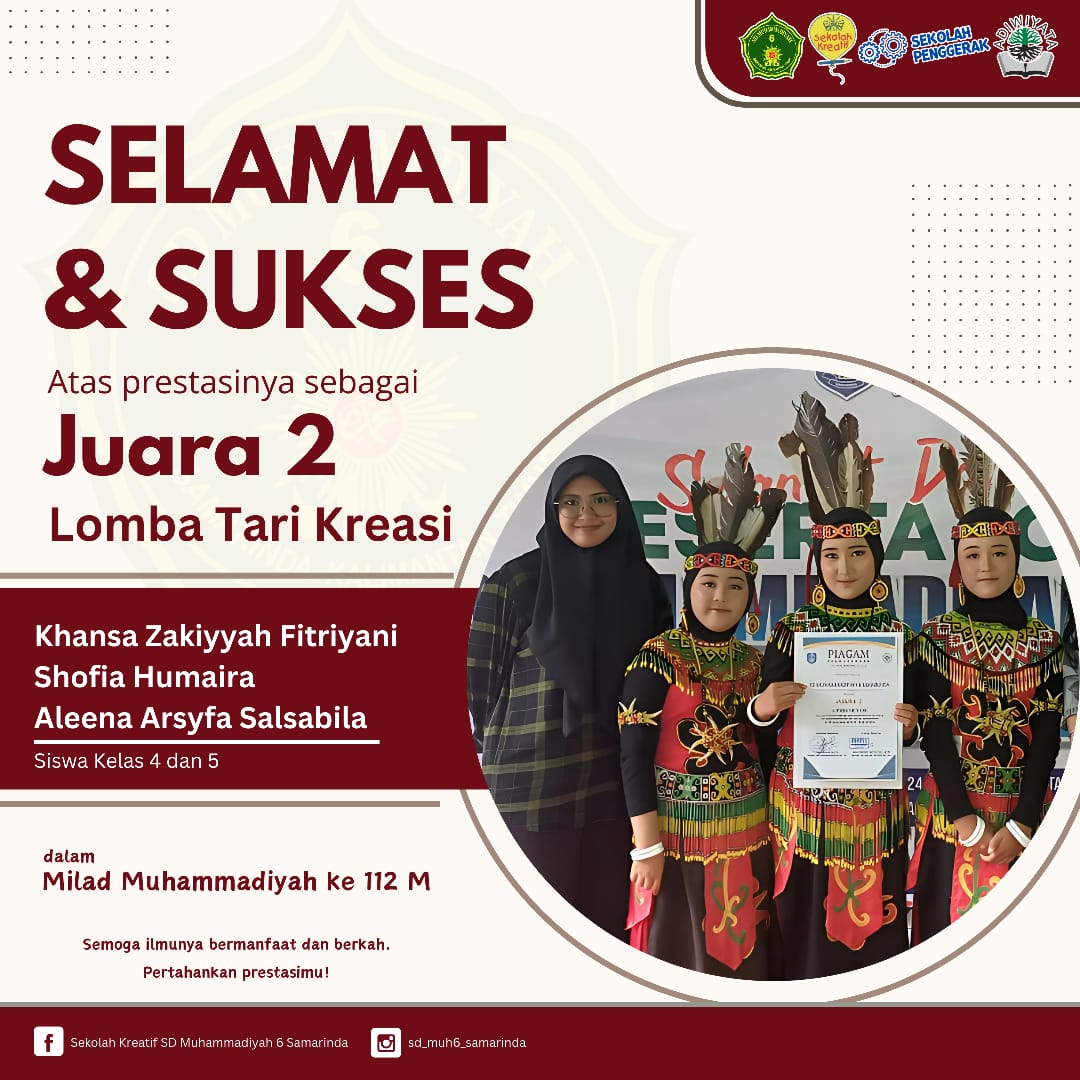 sekolah
Kreatif
SEKOLAH
PENGGERAK
ADIWIYATA
SELAMAT
& SUKSES
Atas prestasinya sebagai
Juara 2
Lomba Tari Kreasi
Khansa Zakiyyah Fitriyani
Shofia Humaira
Aleena Arsyfa Salsabila
Siswa Kelas 4 dan 5
PIAGAM
dalam
Milad Muhammadiyah ke 112 M
Semoga ilmunya bermanfaat dan berkah.
Pertahankan prestasimu!
Sekolah Kreatif SD Muhammadiyah 6 Samarinda
sd_muh6_samarinda